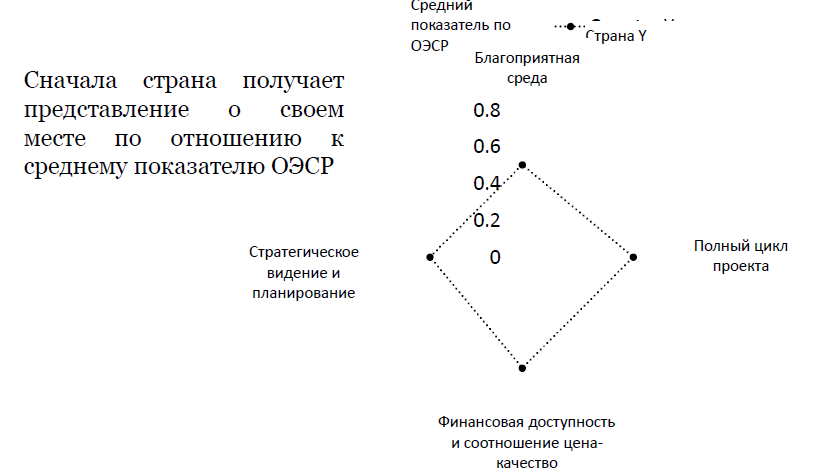 Средний
показатель по
ОЭСР
Страна Y
Сначала страна получает
представление о своем
месте по отношению к
среднему показателю ОЭСР
Благоприятная
среда
0.8
0.6
0.4
0.2
0
Стратегическое
видение и
планирование
Полный цикл
проекта
Финансовая доступность
и соотношение цена-
качество